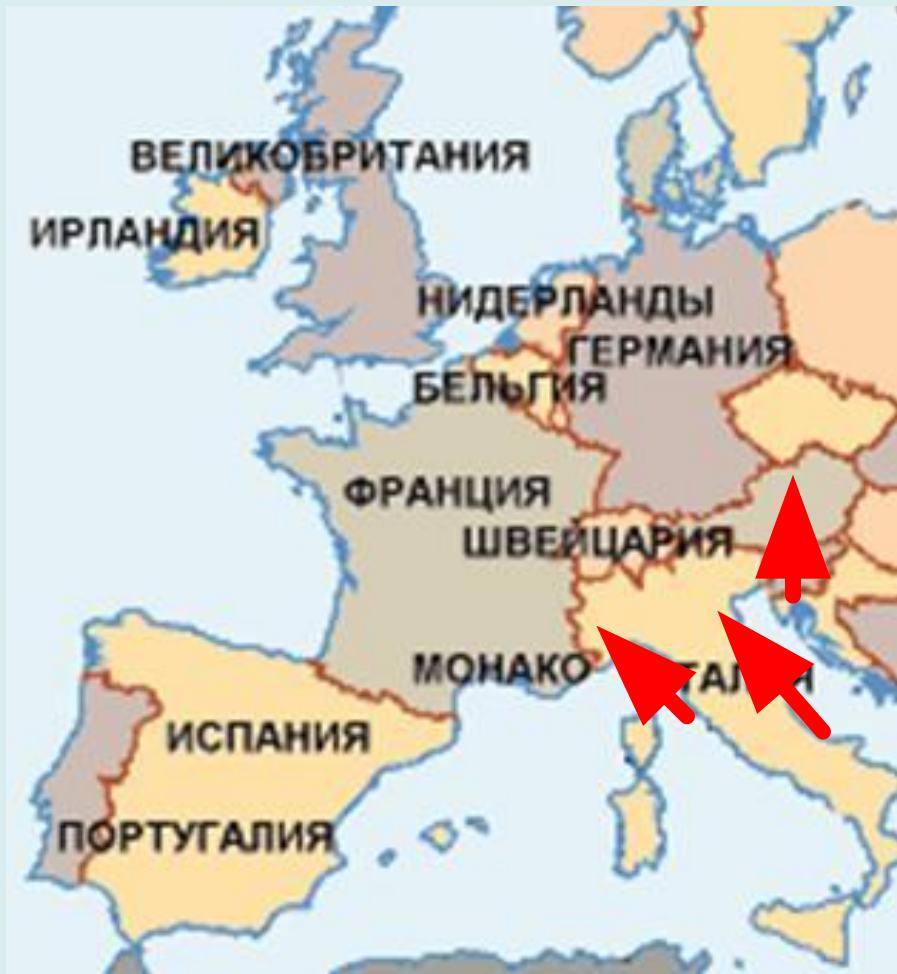 ВЕЛИКОБРИТАНИЯ
ИРЛАНДИЯ
НИДЕРЛАНДЫ
ГЕРМАНИЯ
БЕЛЬГИЯ
ФРАНЦИЯ
ШВЕЙЦАРИЯ
МОНАКО
ИСПАНИЯ
ПОРТУГАЛИЯ